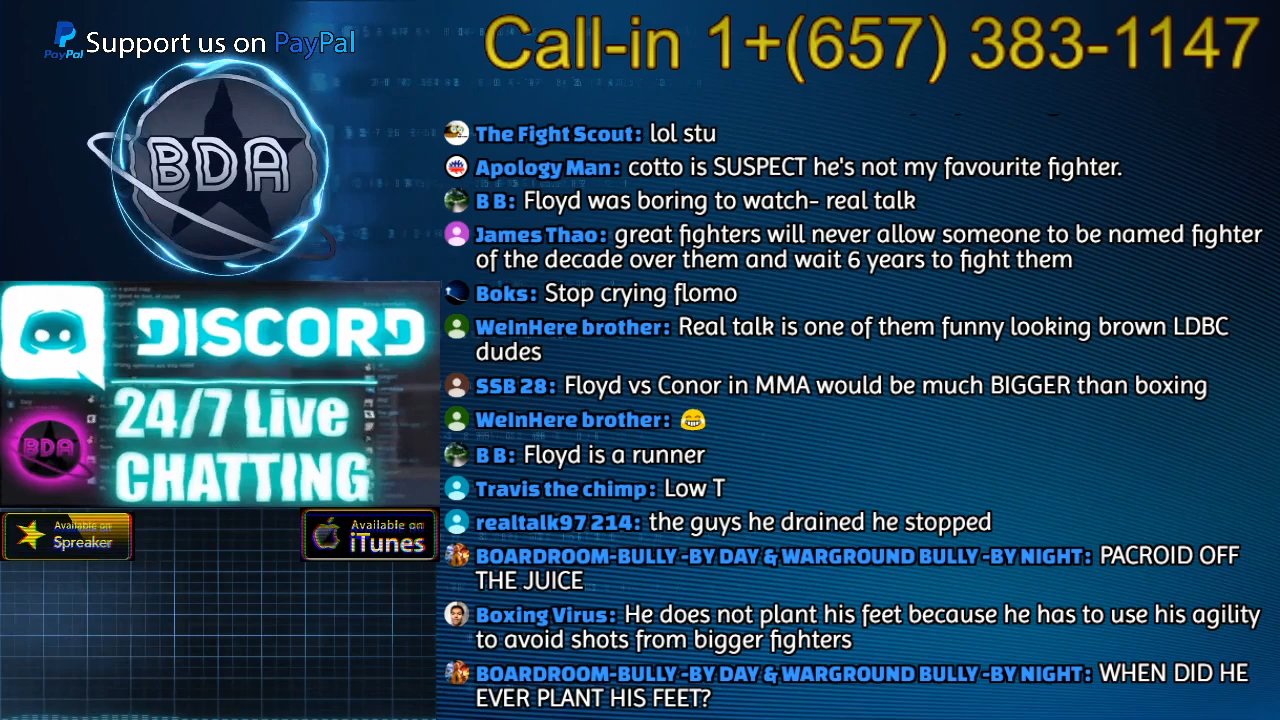 PayPal Support us on PayPal
Call-in 1+(657) 383-1147
BDA
The Fight Scout: lol stu
Apology Man: cotto is SUSPECT he's not my favourite fighter.
B B: Floyd was boring to watch- real talk
James Thao: great fighters will never allow someone to be named fighter
of the decade over them and wait 6 years to fight them
Boks: Stop crying flomo
WeInHere brother: Real talk is one of them funny looking brown LDBC
dudes
SSB 28: Floyd vs Conor in MMA would be much BIGGER than boxing
WeInHere brother: 😂
B B: Floyd is a runner
Travis the chimp: Low T
realtalk97 214: the guys he drained he stopped
BOARDROOM-BULLY -BY DAY & WARGROUND BULLY -BY NIGHT: PACROID OFF
THE JUICE
Boxing Virus: He does not plant his feet because he has to use his agility
to avoid shots from bigger fighters
BOARDROOM-BULLY -BY DAY & WARGROUND BULLY -BY NIGHT: WHEN DID HE
EVER PLANT HIS FEET?
DISCORD
24/7 Live
CHATTING
BDA
Available on
Spreaker
Available on
iTunes